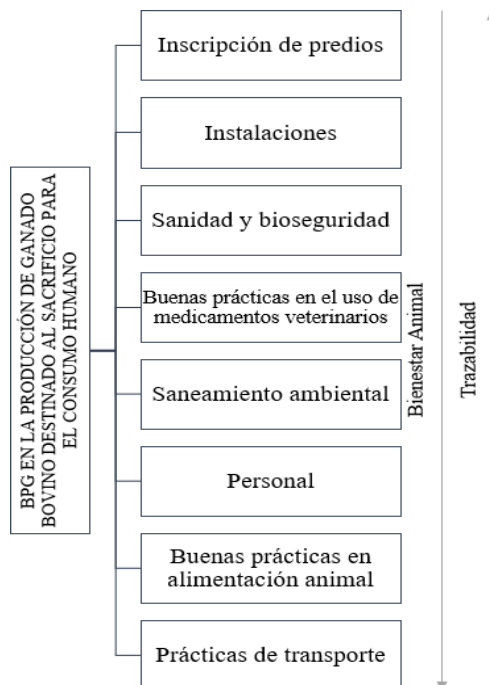 BPG EN LA PRODUCCIÓN DE GANADO
BOVINO DESTINADO AL SACRIFICIO PARA
EL CONSUMO HUMANO
Inscripción de predios
Instalaciones
Sanidad y bioseguridad
Buenas prácticas en el uso de
medicamentos veterinarios
Saneamiento ambiental
Personal
Buenas prácticas en
alimentación animal
Prácticas de transporte
Bienestar Animal
Trazabilidad